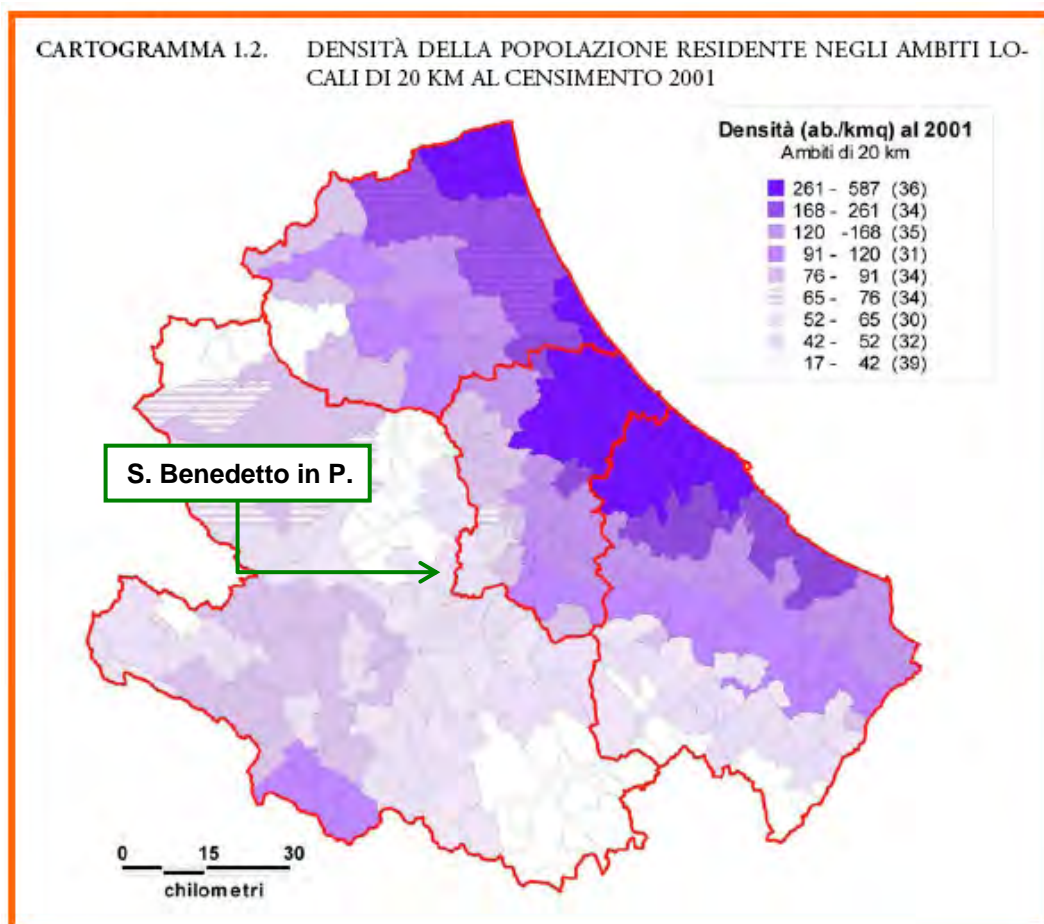 CARTOGRAMMA 1.2. DENSITÀ DELLA POPOLAZIONE RESIDENTE NEGLI AMBITI LO-
CALI DI 20 KM AL CENSIMENTO 2001
Densità (ab./kmq) al 2001
Ambiti di 20 km
261 - 587 (36)
168 - 261 (34)
120 -168 (35)
91 - 120 (31)
76 - 91 (34)
65 - 76 (34)
52 - 65 (30)
42 - 52 (32)
17 - 42 (39)
S. Benedetto in P.
0 15 30
chilometri